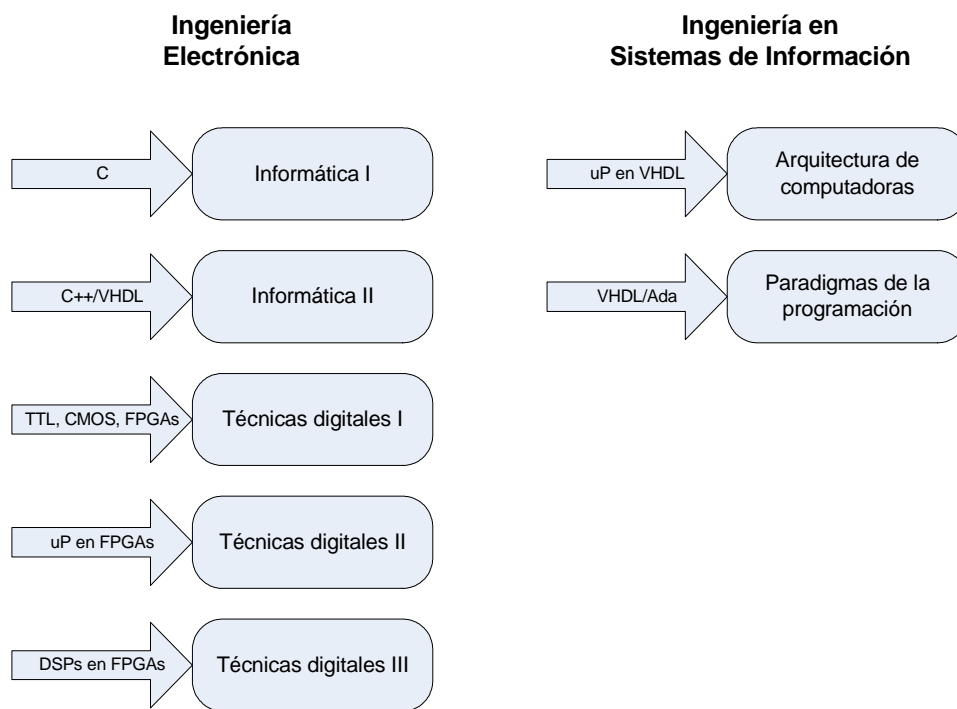 Ingeniería
Electrónica
C
Informática I
C++/VHDL
Informática II
TTL, CMOS, FPGAs
Técnicas digitales I
uP en FPGAs
Técnicas digitales II
DSPs en FPGAs
Técnicas digitales III
Ingeniería en
Sistemas de Información
uP en VHDL
Arquitectura de
computadoras
VHDL/Ada
Paradigmas de la
programación